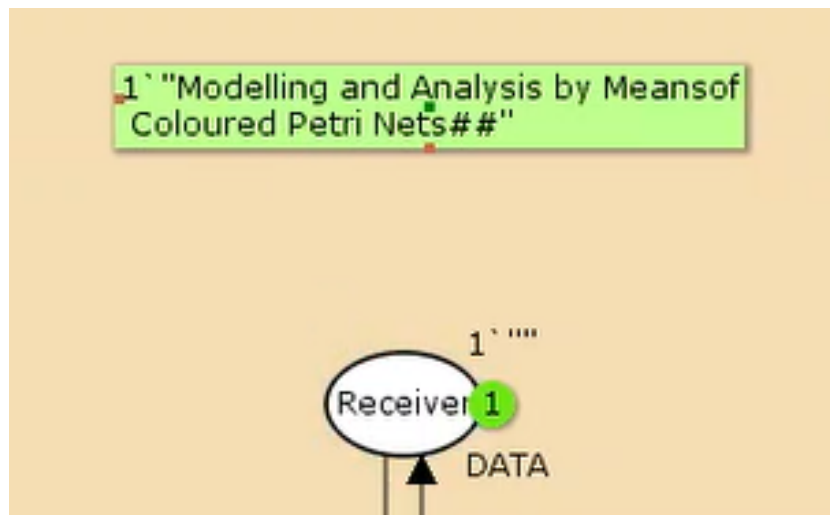 1`"Modelling and Analysis by Meansof
Coloured Petri Nets##"
1`""
Receiver
1
DATA